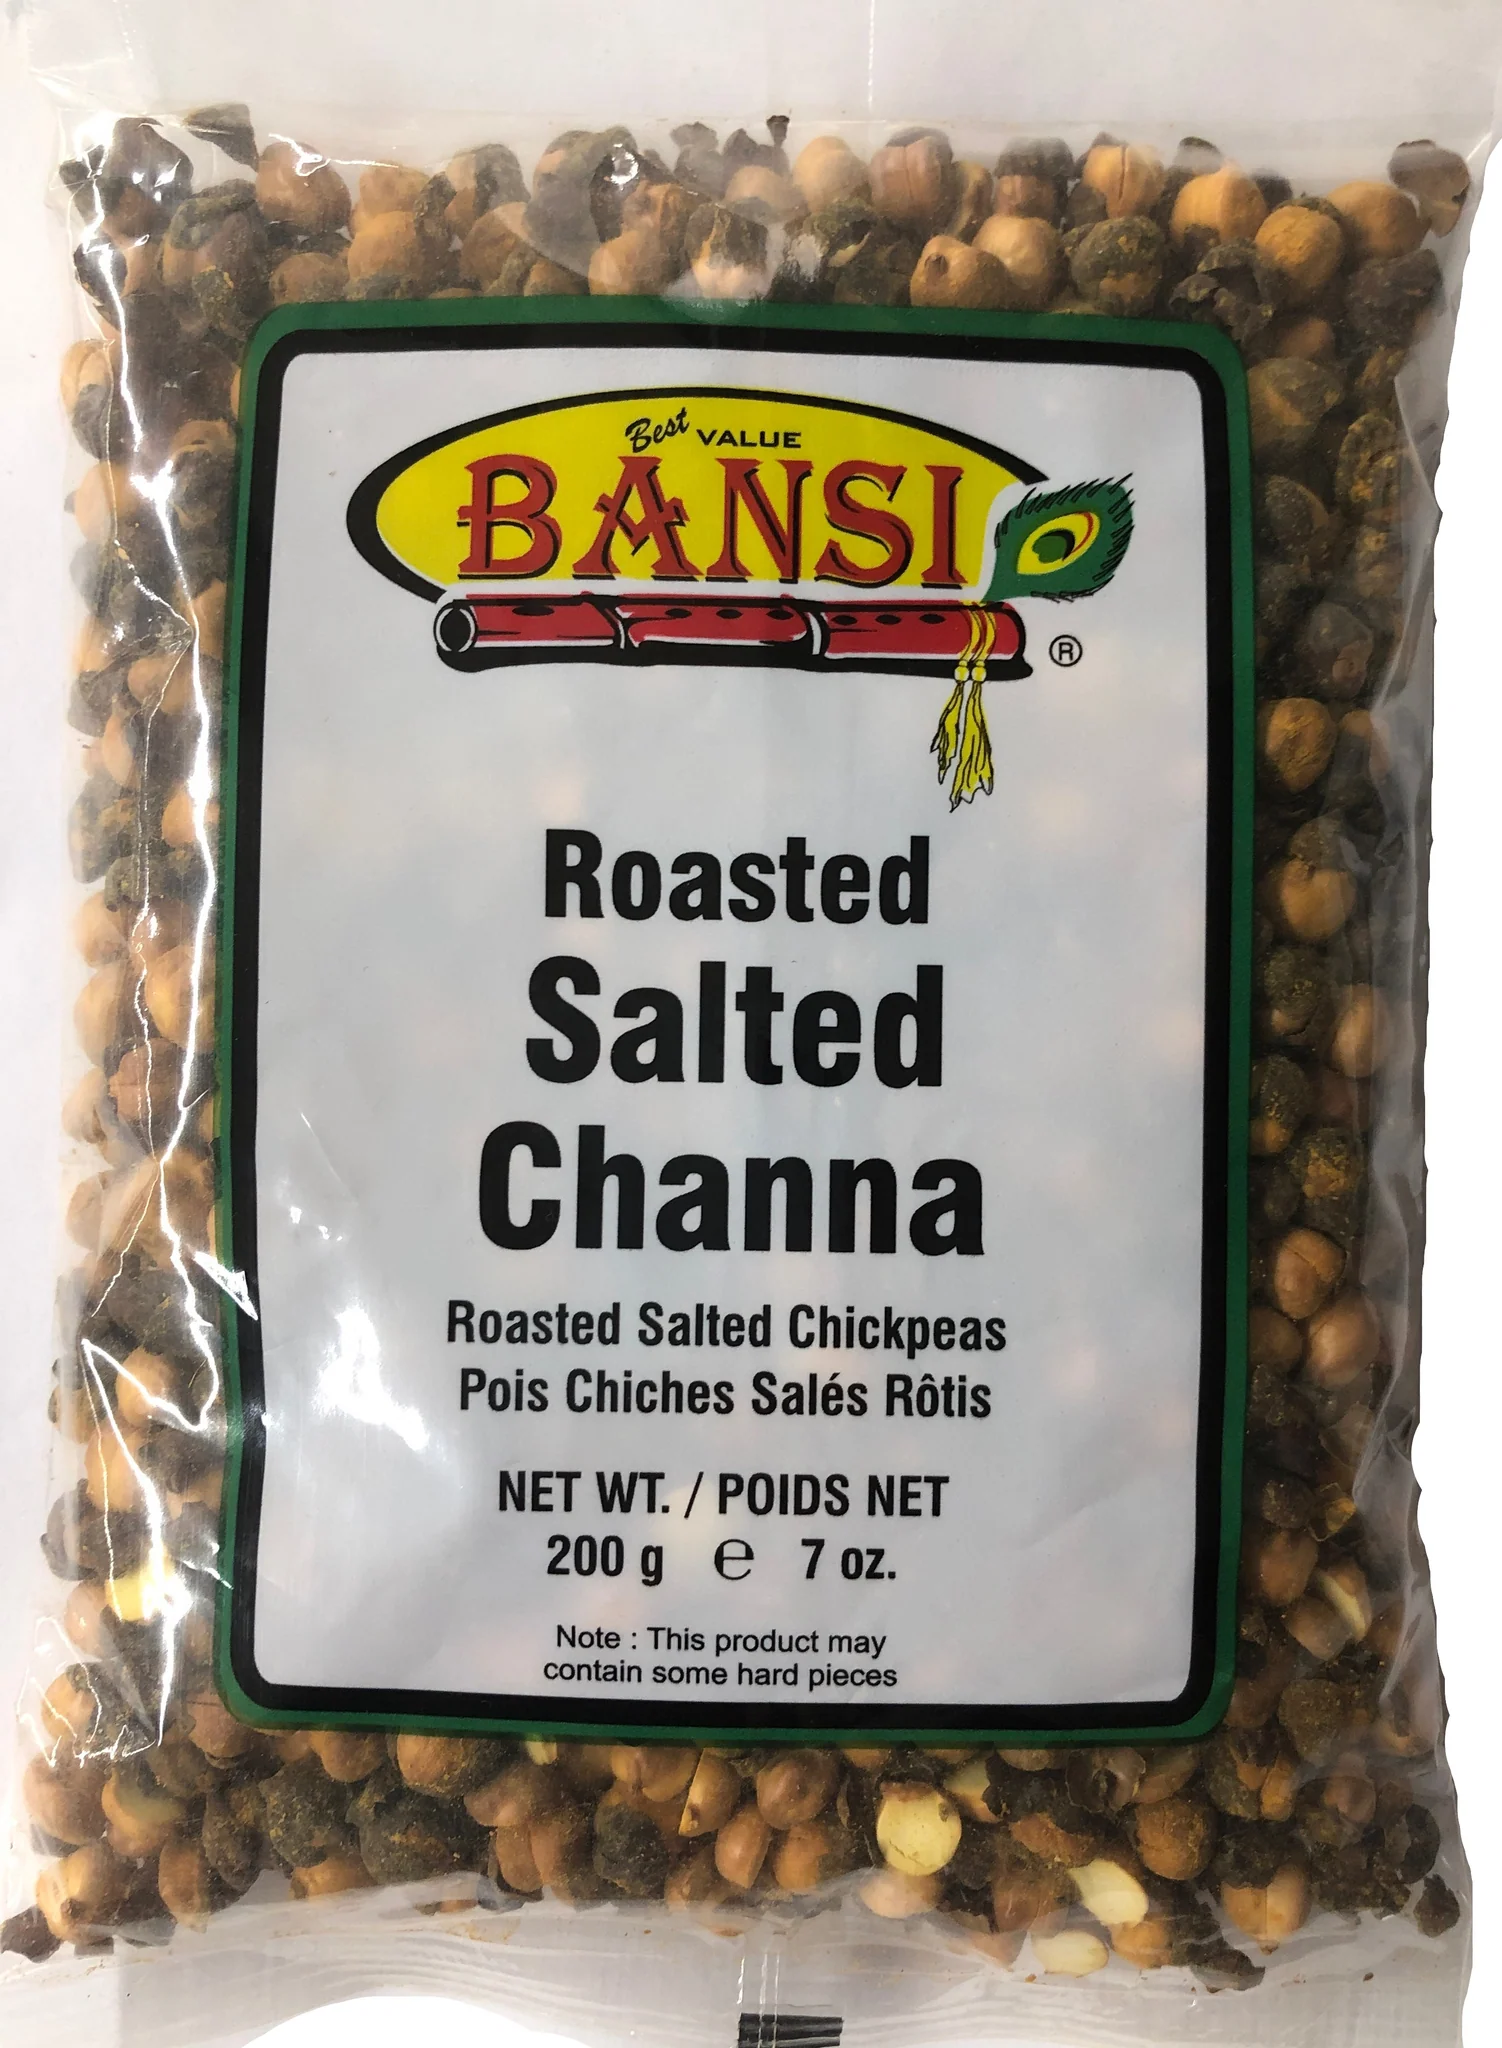 Best VALUE
BANSI
®
Roasted
Salted
Channa
Roasted Salted Chickpeas
Pois Chiches Salés Rôtis
NET WT. / POIDS NET
200 g ℮ 7 oz.
Note : This product may
contain some hard pieces